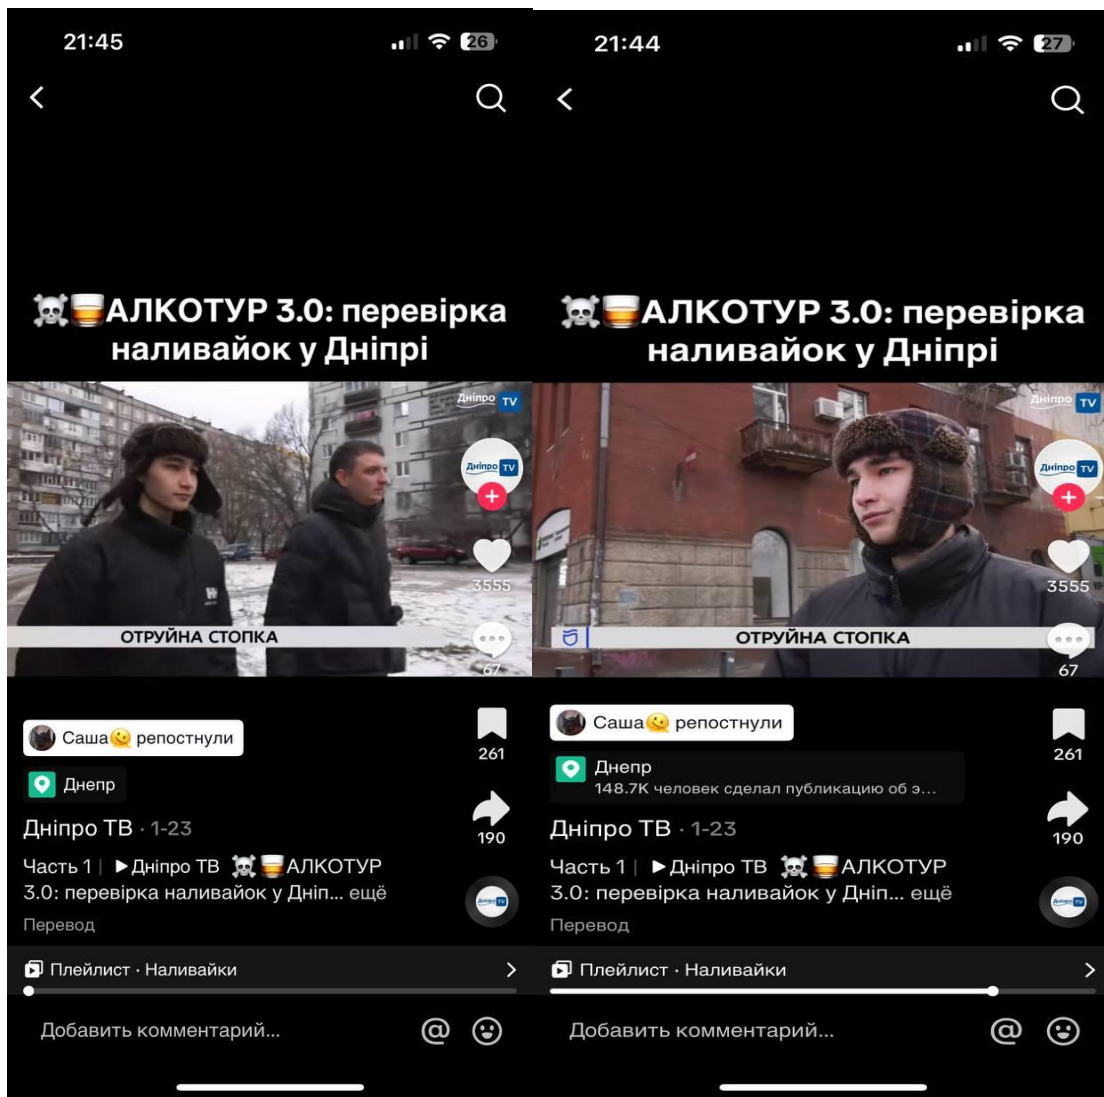 21:45
26
☠️🥃АЛКОТУР 3.0: перевірка
наливайок у Дніпрі
Дніпро TV
Дніпро TV
3555
ОТРУЙНА СТОПКА
67
Саша🫠 репостнули
261
Днепр
Дніпро ТВ · 1-23
190
Часть 1 | ▶Дніпро ТВ ☠️🥃АЛКОТУР
3.0: перевірка наливайок у Дніп... ещё
Дніпро TV
Перевод
Плейлист · Наливайки
Добавить комментарий...
@
21:44
27
☠️🥃АЛКОТУР 3.0: перевірка
наливайок у Дніпрі
Дніпро TV
Дніпро TV
3555
ОТРУЙНА СТОПКА
67
Саша🫠 репостнули
261
Днепр
148.7K человек сделал публикацию об э...
Дніпро ТВ · 1-23
190
Часть 1 | ▶Дніпро ТВ ☠️🥃АЛКОТУР
3.0: перевірка наливайок у Дніп... ещё
Дніпро TV
Перевод
Плейлист · Наливайки
Добавить комментарий...
@